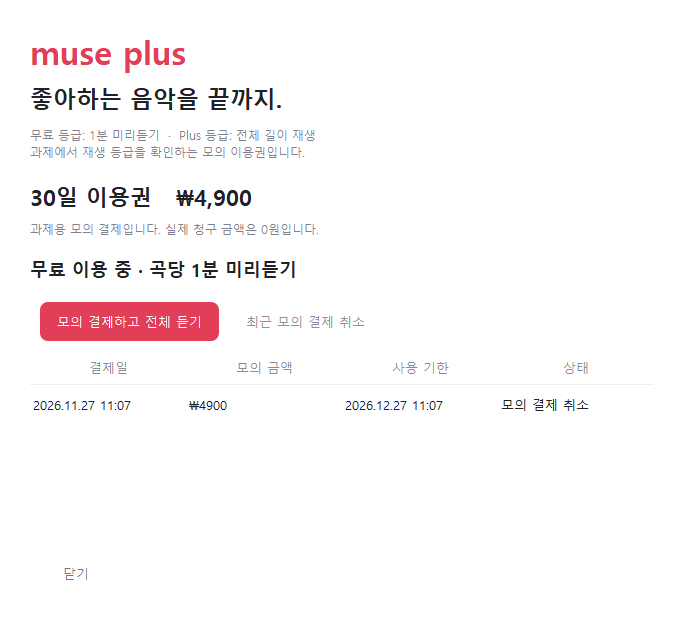 muse plus
좋아하는 음악을 끝까지.
무료 등급: 1분 미리듣기 · Plus 등급: 전체 길이 재생
과제에서 재생 등급을 확인하는 모의 이용권입니다.
30일 이용권 ₩4,900
과제용 모의 결제입니다. 실제 청구 금액은 0원입니다.
무료 이용 중 · 곡당 1분 미리듣기
모의 결제하고 전체 듣기 최근 모의 결제 취소
결제일 모의 금액 사용 기한 상태
2026.11.27 11:07 ₩4900 2026.12.27 11:07 모의 결제 취소
닫기